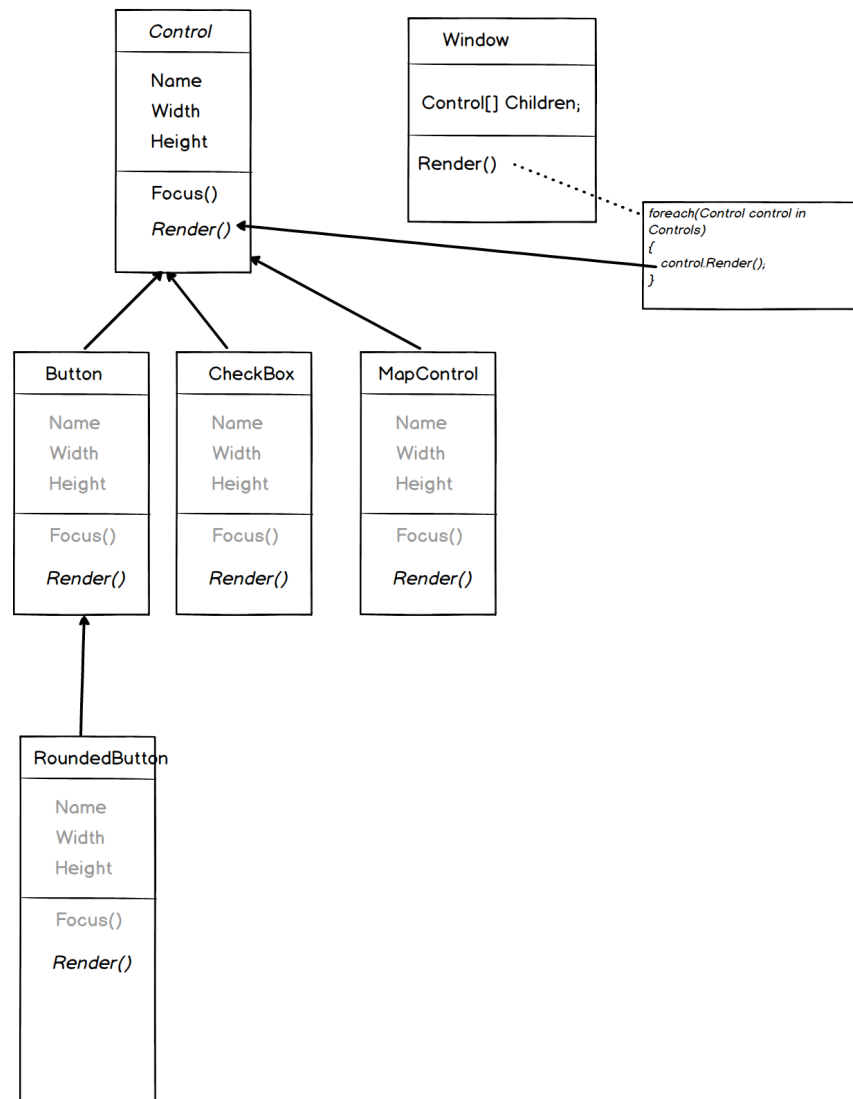 Control
Name
Width
Height
Focus()
Render()
Window
Control[] Children;
Render()
foreach(Control control in
Controls)
{
control.Render();
}
Button
Name
Width
Height
Focus()
Render()
CheckBox
Name
Width
Height
Focus()
Render()
MapControl
Name
Width
Height
Focus()
Render()
RoundedButton
Name
Width
Height
Focus()
Render()